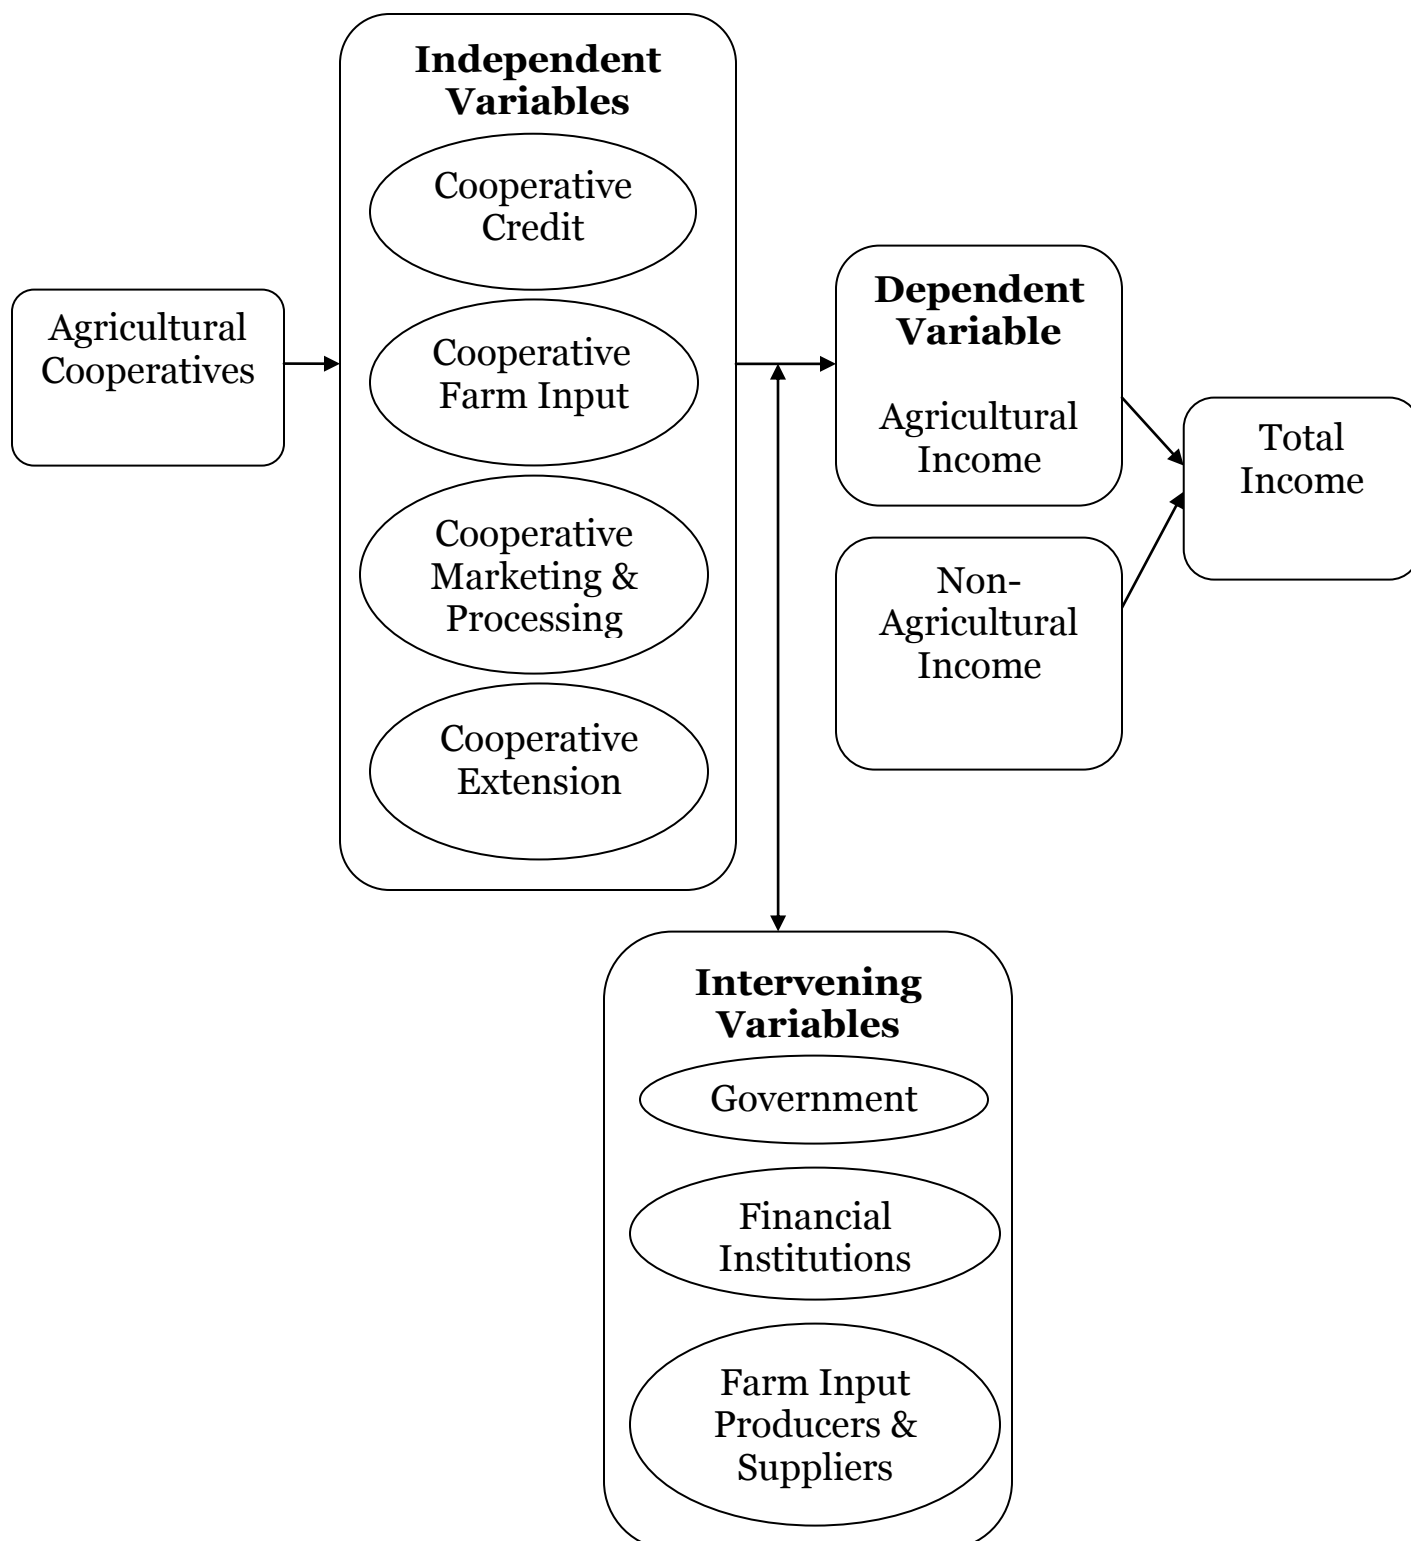 Independent
Variables
Cooperative
Credit
Cooperative
Farm Input
Cooperative
Marketing &
Processing
Cooperative
Extension
Agricultural
Cooperatives
Dependent
Variable
Agricultural
Income
Non-
Agricultural
Income
Total
Income
Intervening
Variables
Government
Financial
Institutions
Farm Input
Producers &
Suppliers